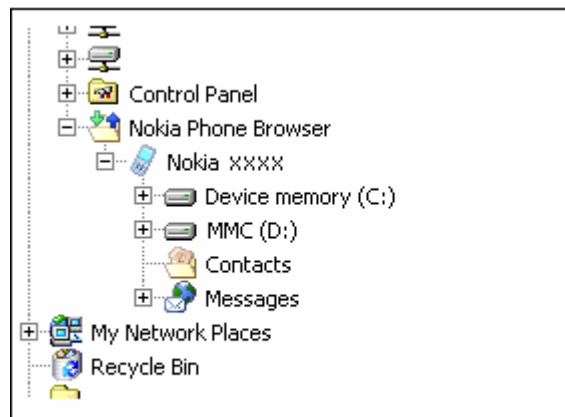 Control Panel
Nokia Phone Browser
Nokia xxxx
Device memory (C:)
MMC (D:)
Contacts
Messages
My Network Places
Recycle Bin